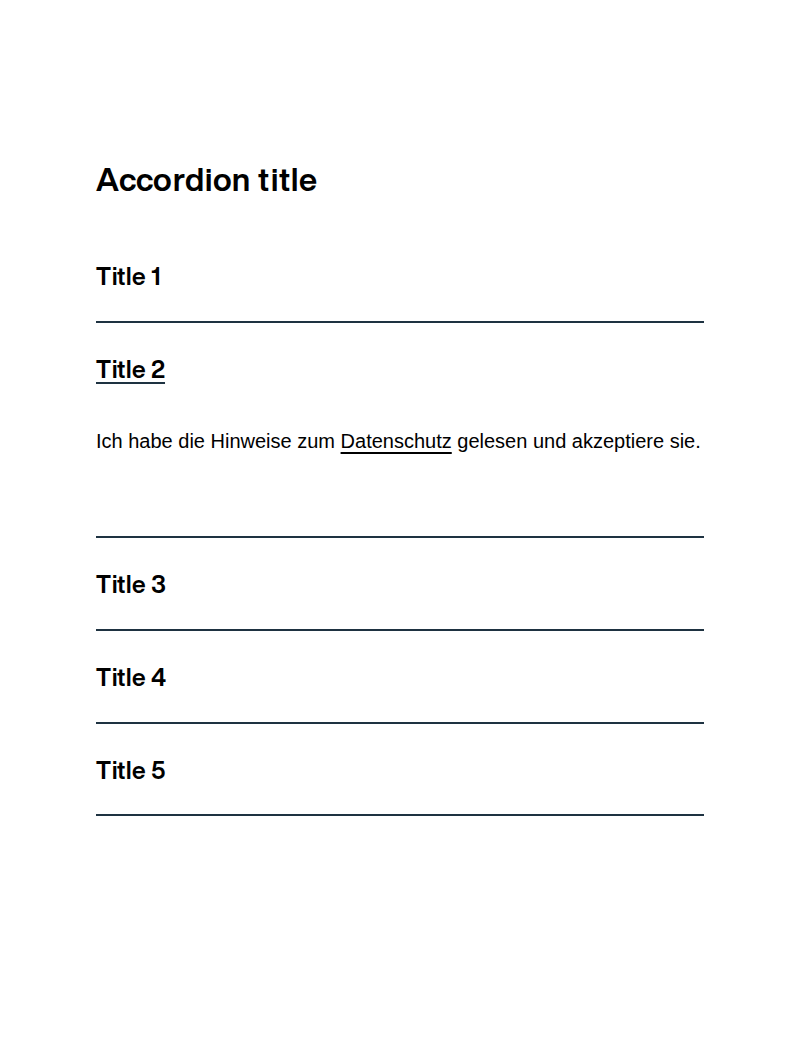 Accordion title
Title 1
Title 2
Ich habe die Hinweise zum Datenschutz gelesen und akzeptiere sie.
Title 3
Title 4
Title 5